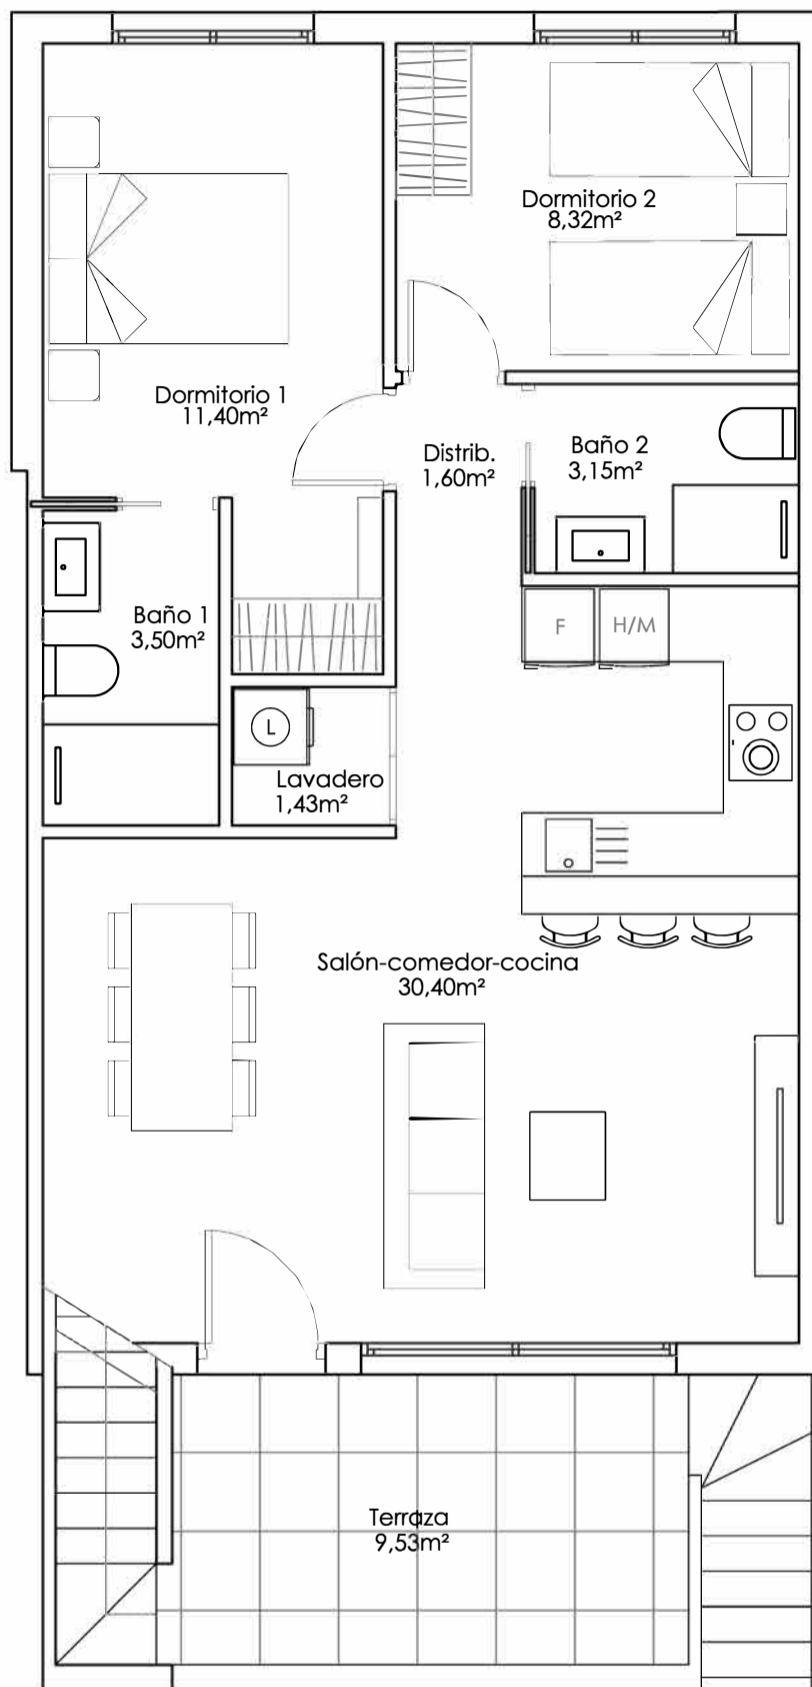 Dormitorio 2
8,32m²
Dormitorio 1
11,40m²
Distrib.
1,60m²
Baño 2
3,15m²
Baño 1
3,50m²
F
H/M
L
Lavadero
1,43m²
Salón-comedor-cocina
30,40m²
Terraza
9,53m²